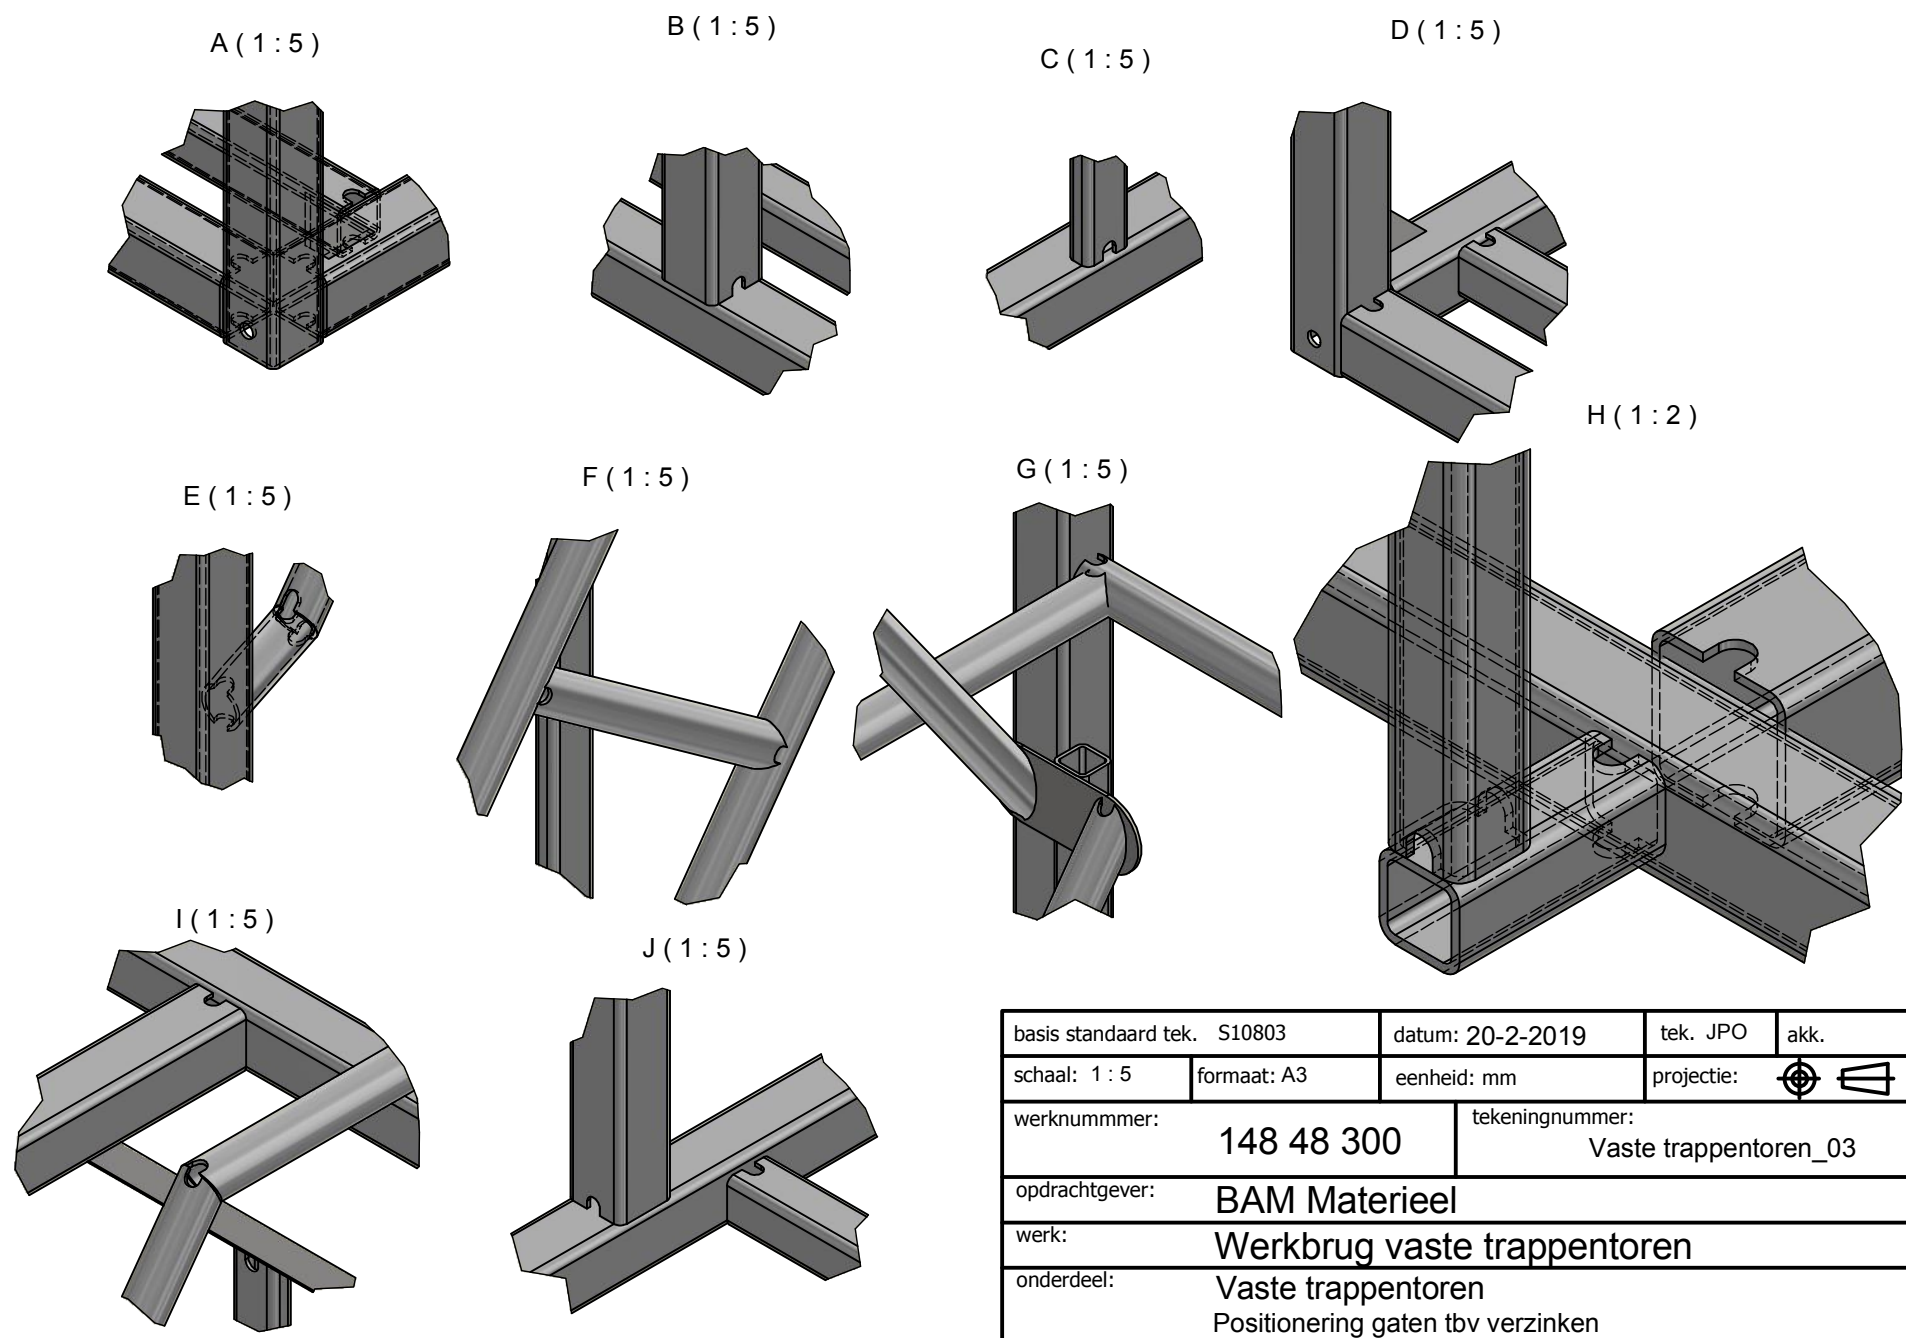 A ( 1 : 5 )
B ( 1 : 5 )
C ( 1 : 5 )
D ( 1 : 5 )
E ( 1 : 5 )
F ( 1 : 5 )
G ( 1 : 5 )
H ( 1 : 2 )
I ( 1 : 5 )
J ( 1 : 5 )
basis standaard tek. S10803 datum: 20-2-2019 tek. JPO akk.
schaal: 1 : 5 formaat: A3 eenheid: mm projectie:
werknummmer: 148 48 300 tekeningnummer: Vaste trappentoren_03
opdrachtgever: BAM Materieel
werk: Werkbrug vaste trappentoren
onderdeel: Vaste trappentoren
Positionering gaten tbv verzinken